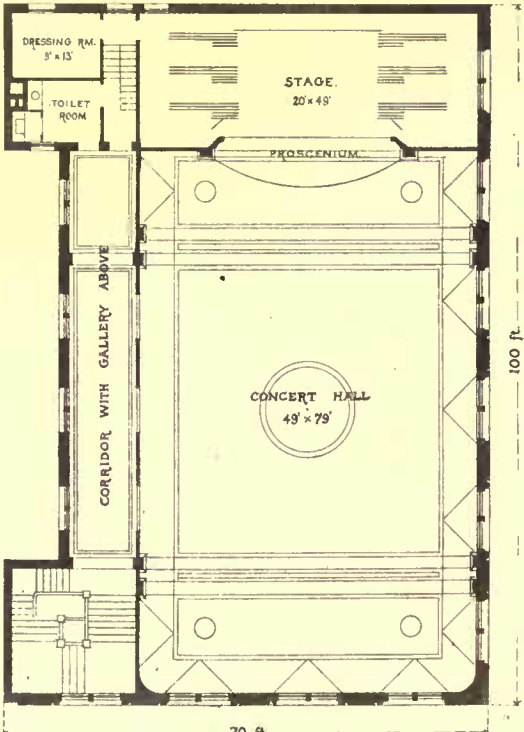 DRESSING RM.
9' x 13'
TOILET
ROOM
STAGE.
20' x 49'
PROSCENIUM.
CORRIDOR WITH GALLERY ABOVE
CONCERT HALL
49' x 79'
100 ft.
70 ft.